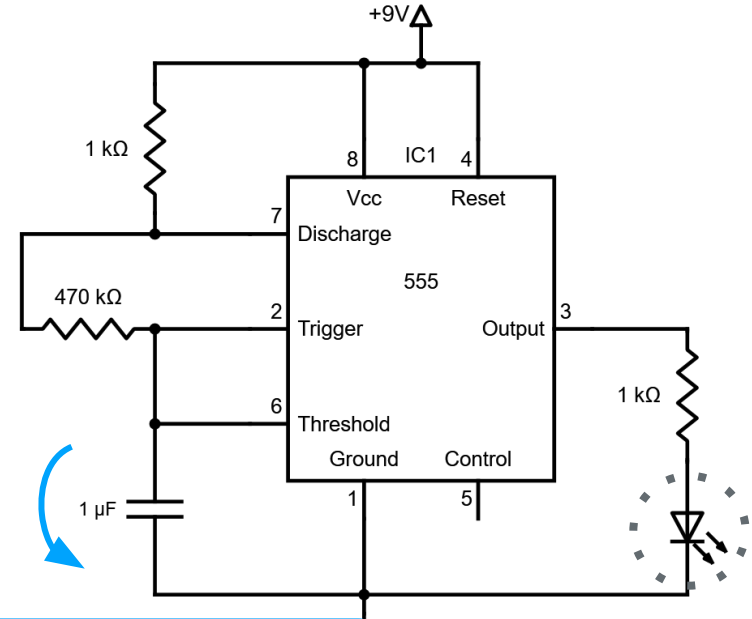 +9V
1 kΩ
8
IC1
4
Vcc
Reset
7
Discharge
555
470 kΩ
2
Trigger
Output
3
1 kΩ
6
Threshold
Ground
Control
1 µF
1
5